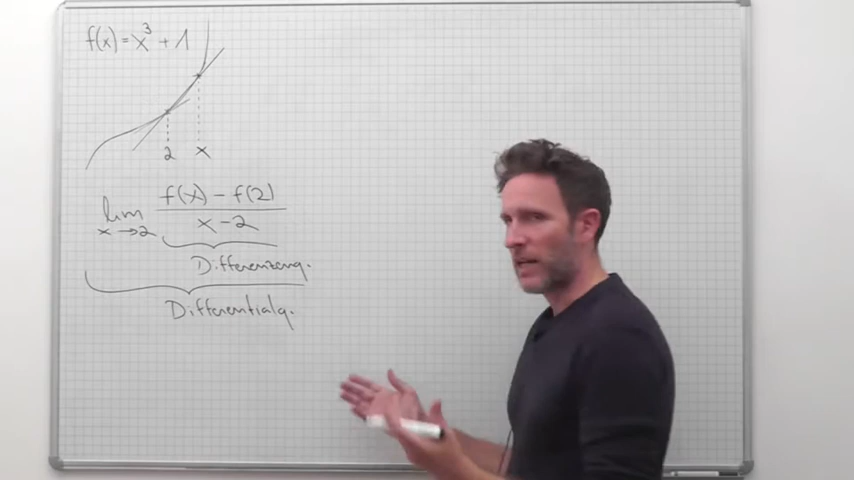 f(x) = x³ + 1
2 x
lim f(x) - f(2)
x→2 x - 2
Differenzenq.
Differentialq.